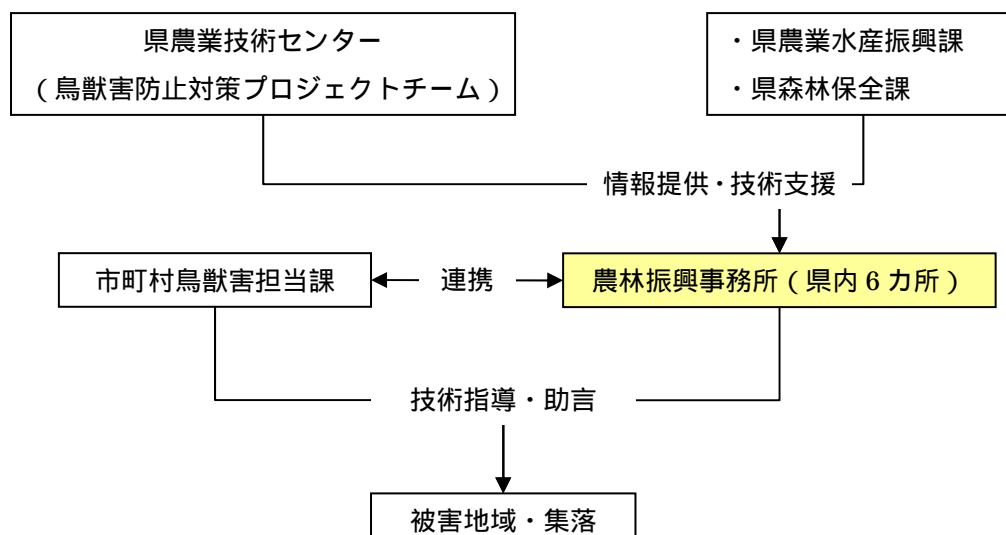 県農業技術センター
（鳥獣害防止対策プロジェクトチーム）
・県農業水産振興課
・県森林保全課
情報提供・技術支援
市町村鳥獣害担当課
連携
農林振興事務所（県内６カ所）
技術指導・助言
被害地域・集落